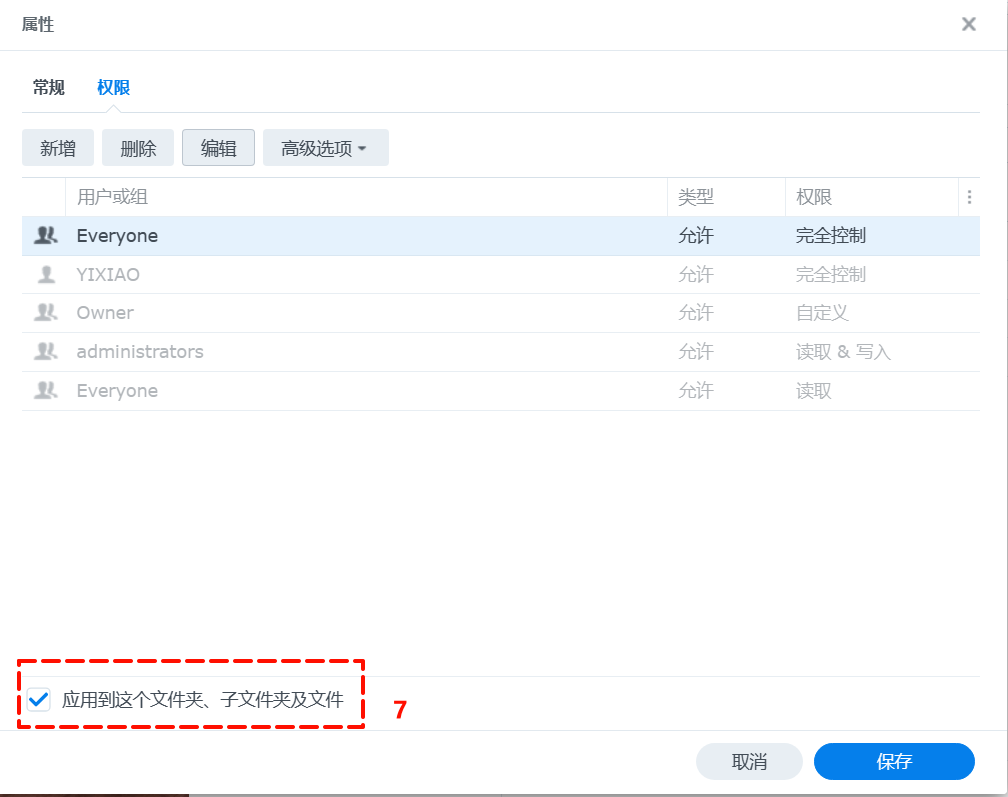 属性
常规 权限
新增 删除 编辑 高级选项
用户或组 类型 权限
Everyone 允许 完全控制
YIXIAO 允许 完全控制
Owner 允许 自定义
administrators 允许 读取 & 写入
Everyone 允许 读取
应用到这个文件夹、子文件夹及文件 7
取消 保存